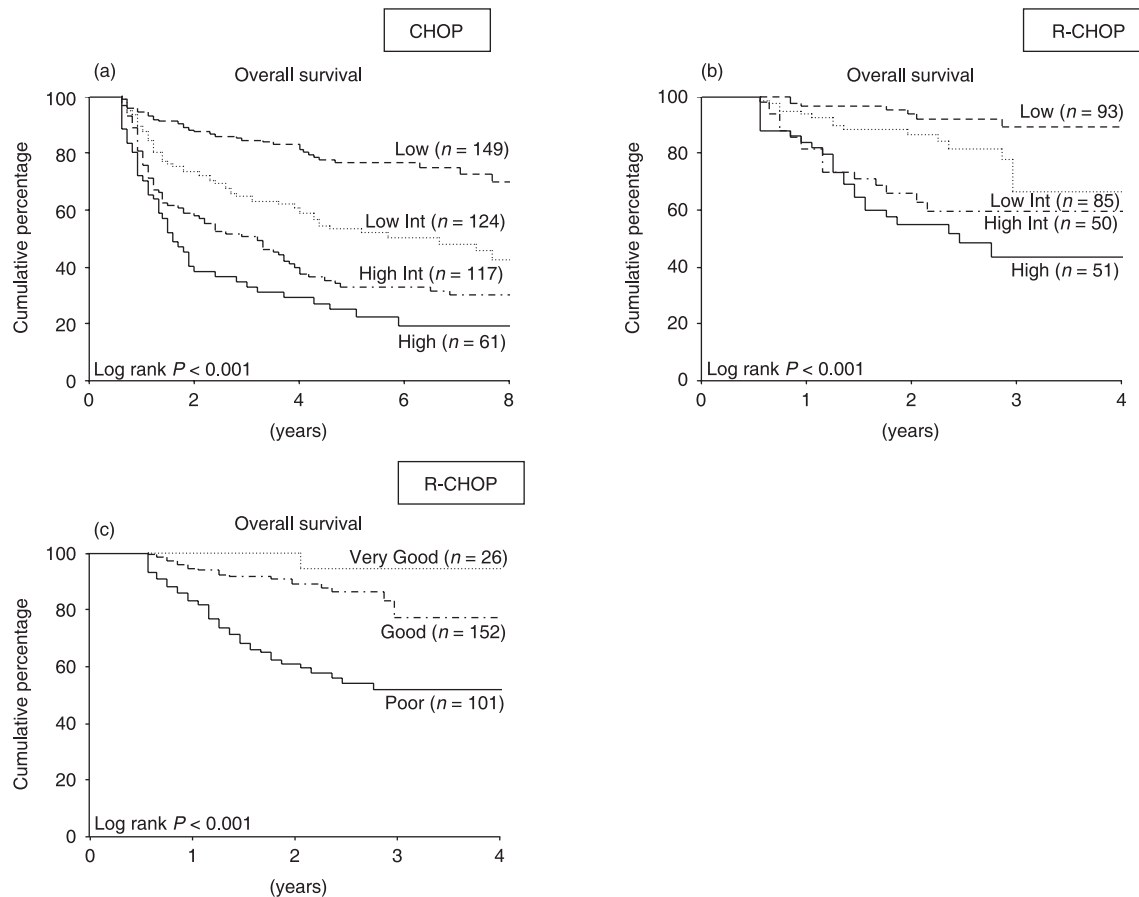 CHOP
(a)
Overall survival
100
80
60
40
20
0
Cumulative percentage
Low (n = 149)
Low Int (n = 124)
High Int (n = 117)
High (n = 61)
Log rank P < 0.001
0 2 4 6 8
(years)
R-CHOP
(b)
Overall survival
100
80
60
40
20
0
Cumulative percentage
Low (n = 93)
Low Int (n = 85)
High Int (n = 50)
High (n = 51)
Log rank P < 0.001
0 1 2 3 4
(years)
R-CHOP
(c)
Overall survival
100
80
60
40
20
0
Cumulative percentage
Very Good (n = 26)
Good (n = 152)
Poor (n = 101)
Log rank P < 0.001
0 1 2 3 4
(years)